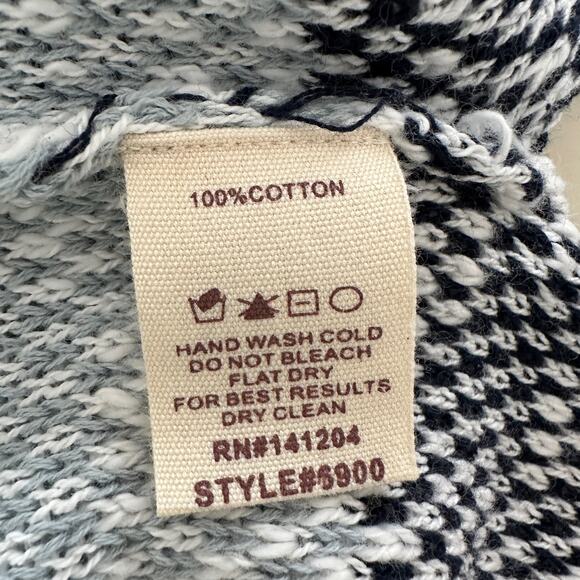 100%COTTON
HAND WASH COLD
DO NOT BLEACH
FLAT DRY
FOR BEST RESULTS
DRY CLEAN
RN#141204
STYLE#6900